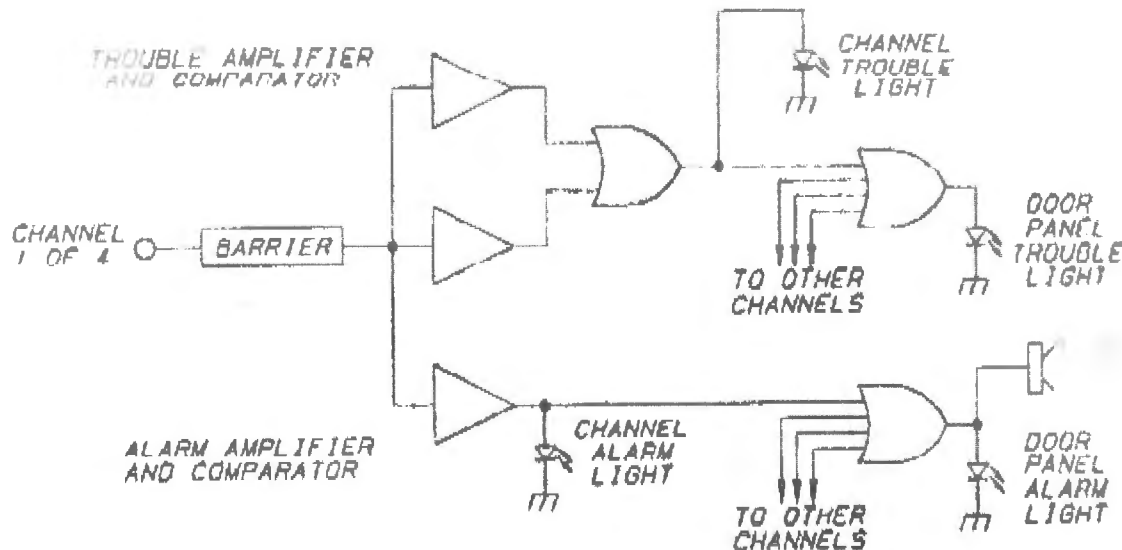 TROUBLE AMPLIFIER
AND COMPARATOR
CHANNEL
TROUBLE
LIGHT
CHANNEL
1 OF 4
BARRIER
DOOR
PANEL
TROUBLE
LIGHT
TO OTHER
CHANNELS
ALARM AMPLIFIER
AND COMPARATOR
CHANNEL
ALARM
LIGHT
DOOR
PANEL
ALARM
LIGHT
TO OTHER
CHANNELS